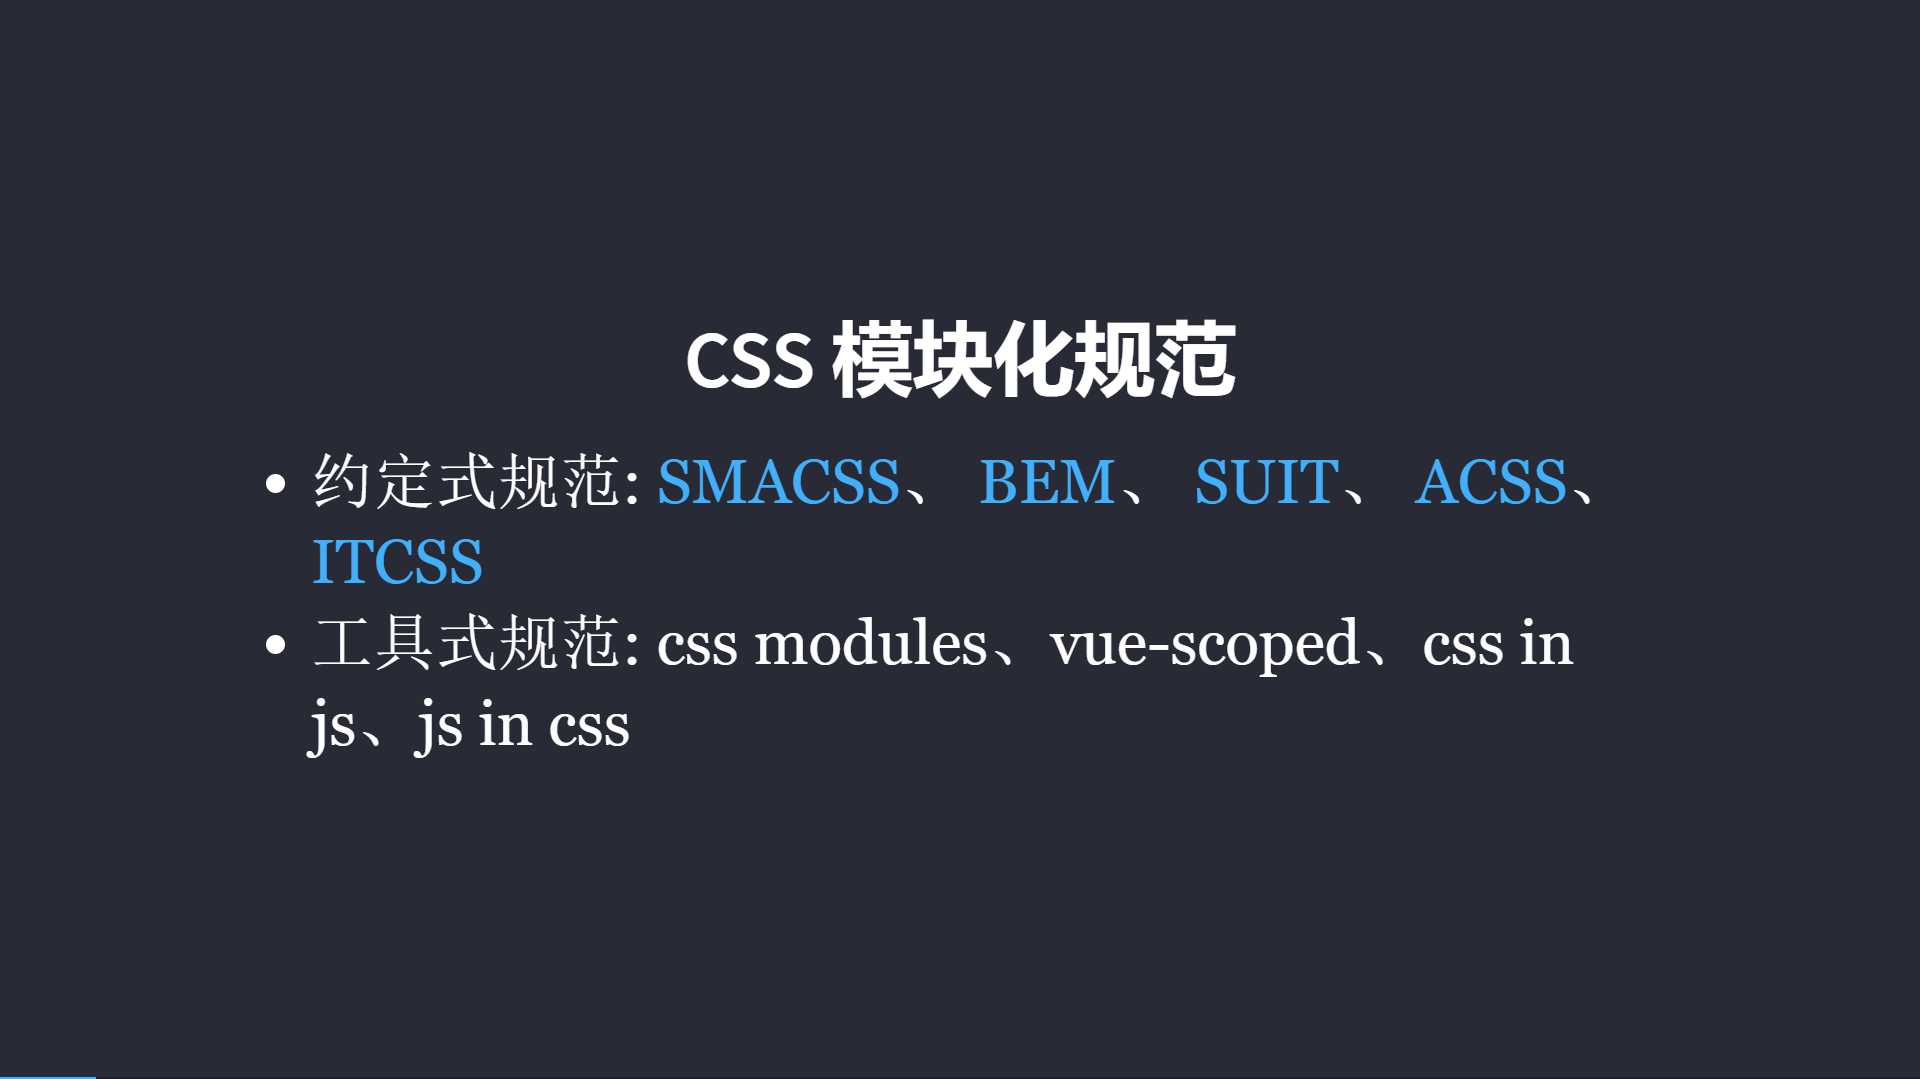 CSS 模块化规范
• 约定式规范: SMACSS、 BEM、 SUIT、 ACSS、
ITCSS
• 工具式规范: css modules、vue-scoped、css in
js、js in css